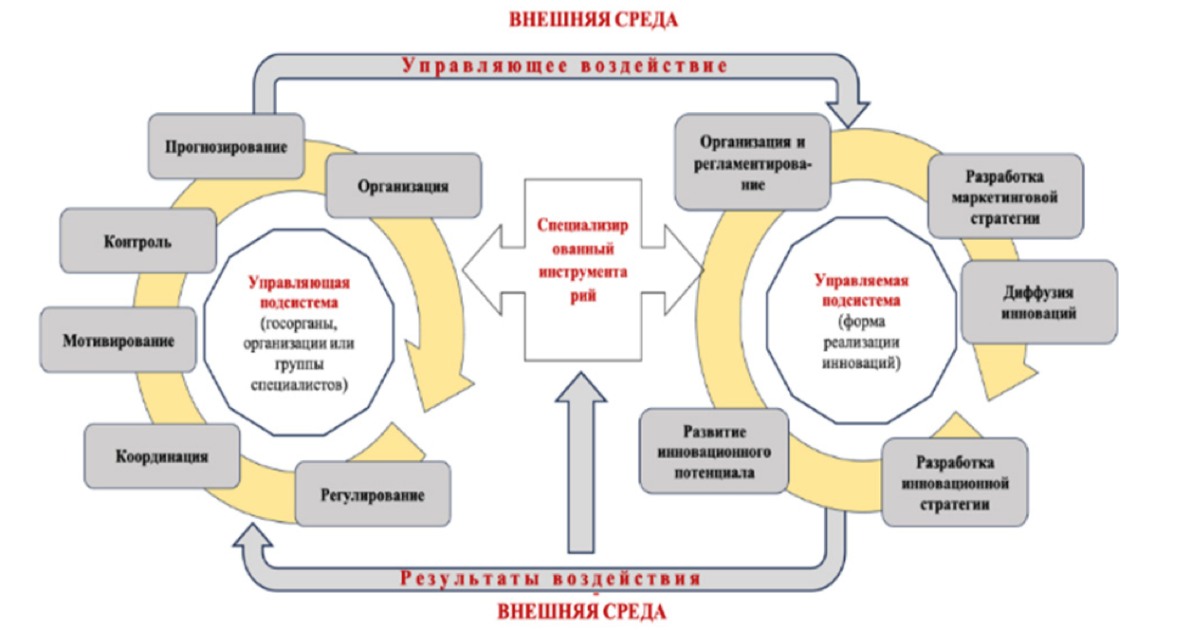 ВНЕШНЯЯ СРЕДА
Управляющее воздействие
Прогнозирование
Организация
Контроль
Мотивирование
Координация
Регулирование
Управляющая
подсистема
(госорганы,
организации или
группы
специалистов)
Специализир
ованный
инструмента
рий
Организация и
регламентирова-
ние
Разработка
маркетинговой
стратегии
Диффузия
инноваций
Управляемая
подсистема
(форма
реализации
инноваций)
Развитие
инновационного
потенциала
Разработка
инновационной
стратегии
Результаты воздействия
ВНЕШНЯЯ СРЕДА